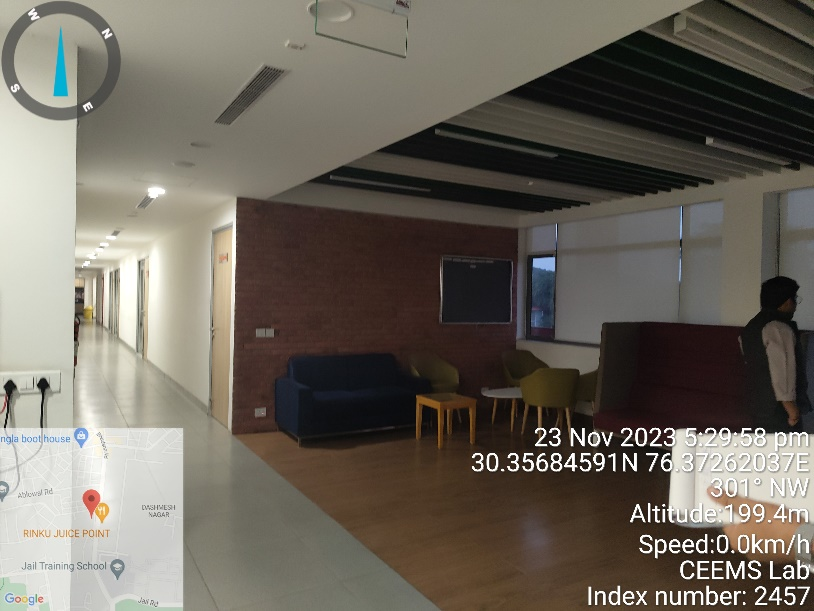 W
N
S
E
ngla boot house
Ablowal Rd
DASHMESH
NAGAR
RINKU JUICE POINT
Jail Training School
Jail Rd
Google
23 Nov 2023 5:29:58 pm
30.35684591N 76.37262037E
301° NW
Altitude:199.4m
Speed:0.0km/h
CEEMS Lab
Index number: 2457